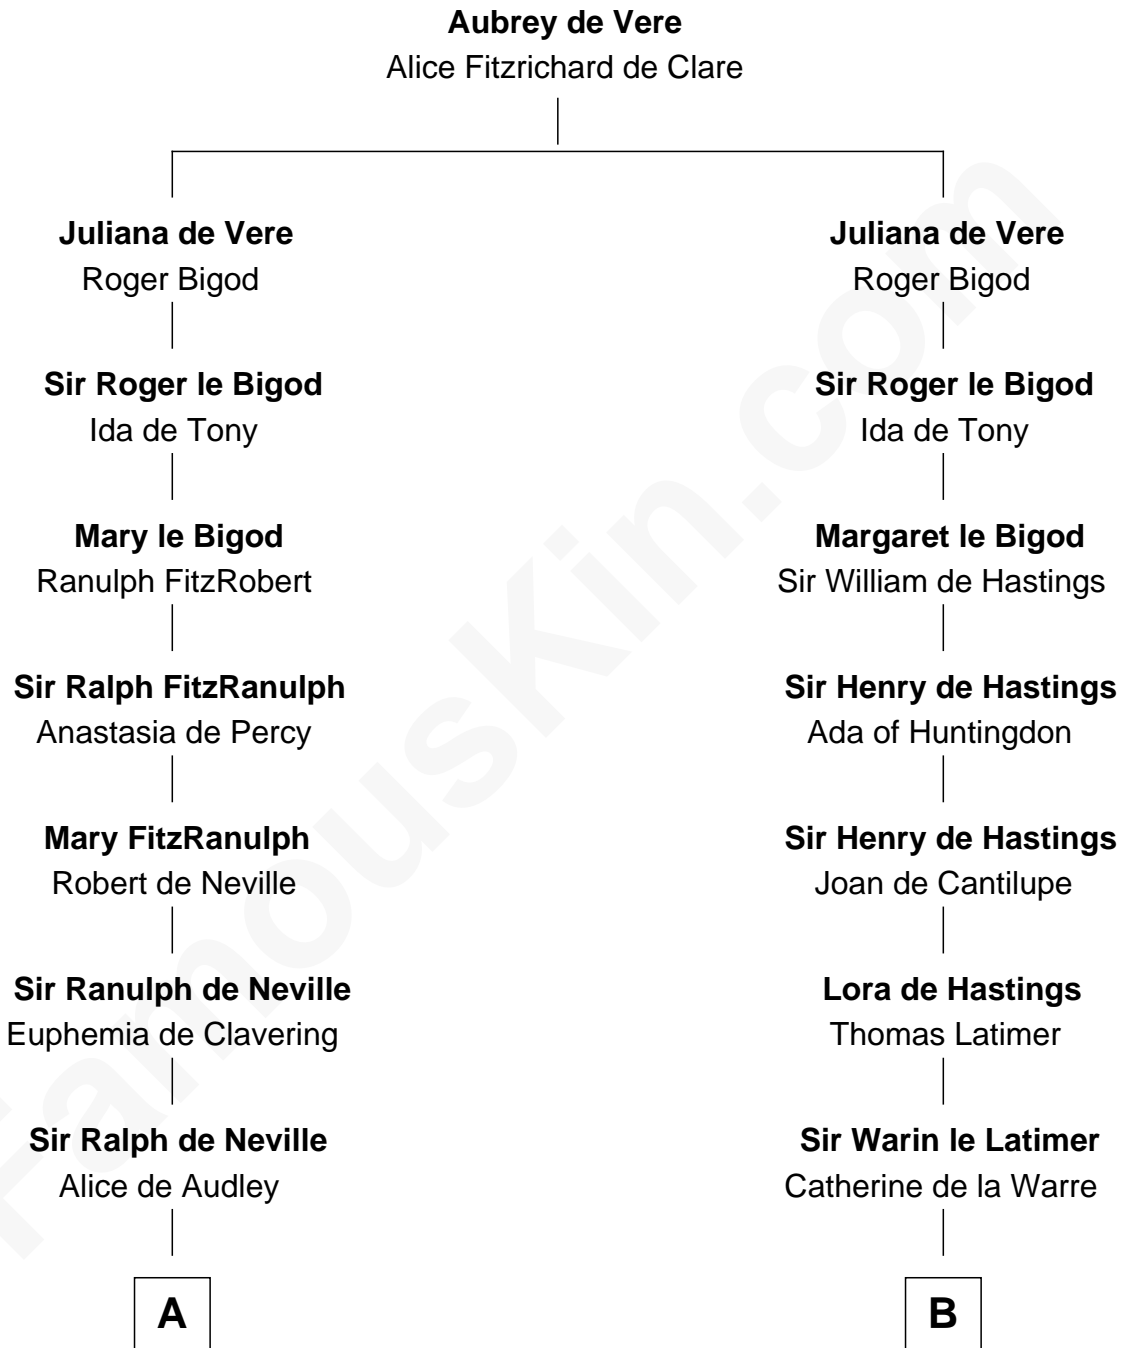 Aubrey de Vere
Alice Fitzrichard de Clare
Juliana de Vere
Roger Bigod
Sir Roger le Bigod
Ida de Tony
Mary le Bigod
Ranulph FitzRobert
Sir Ralph FitzRanulph
Anastasia de Percy
Mary FitzRanulph
Robert de Neville
Sir Ranulph de Neville
Euphemia de Clavering
Sir Ralph de Neville
Alice de Audley
A
Juliana de Vere
Roger Bigod
Sir Roger le Bigod
Ida de Tony
Margaret le Bigod
Sir William de Hastings
Sir Henry de Hastings
Ada of Huntingdon
Sir Henry de Hastings
Joan de Cantilupe
Lora de Hastings
Thomas Latimer
Sir Warin le Latimer
Catherine de la Warre
B
FamousKin.com